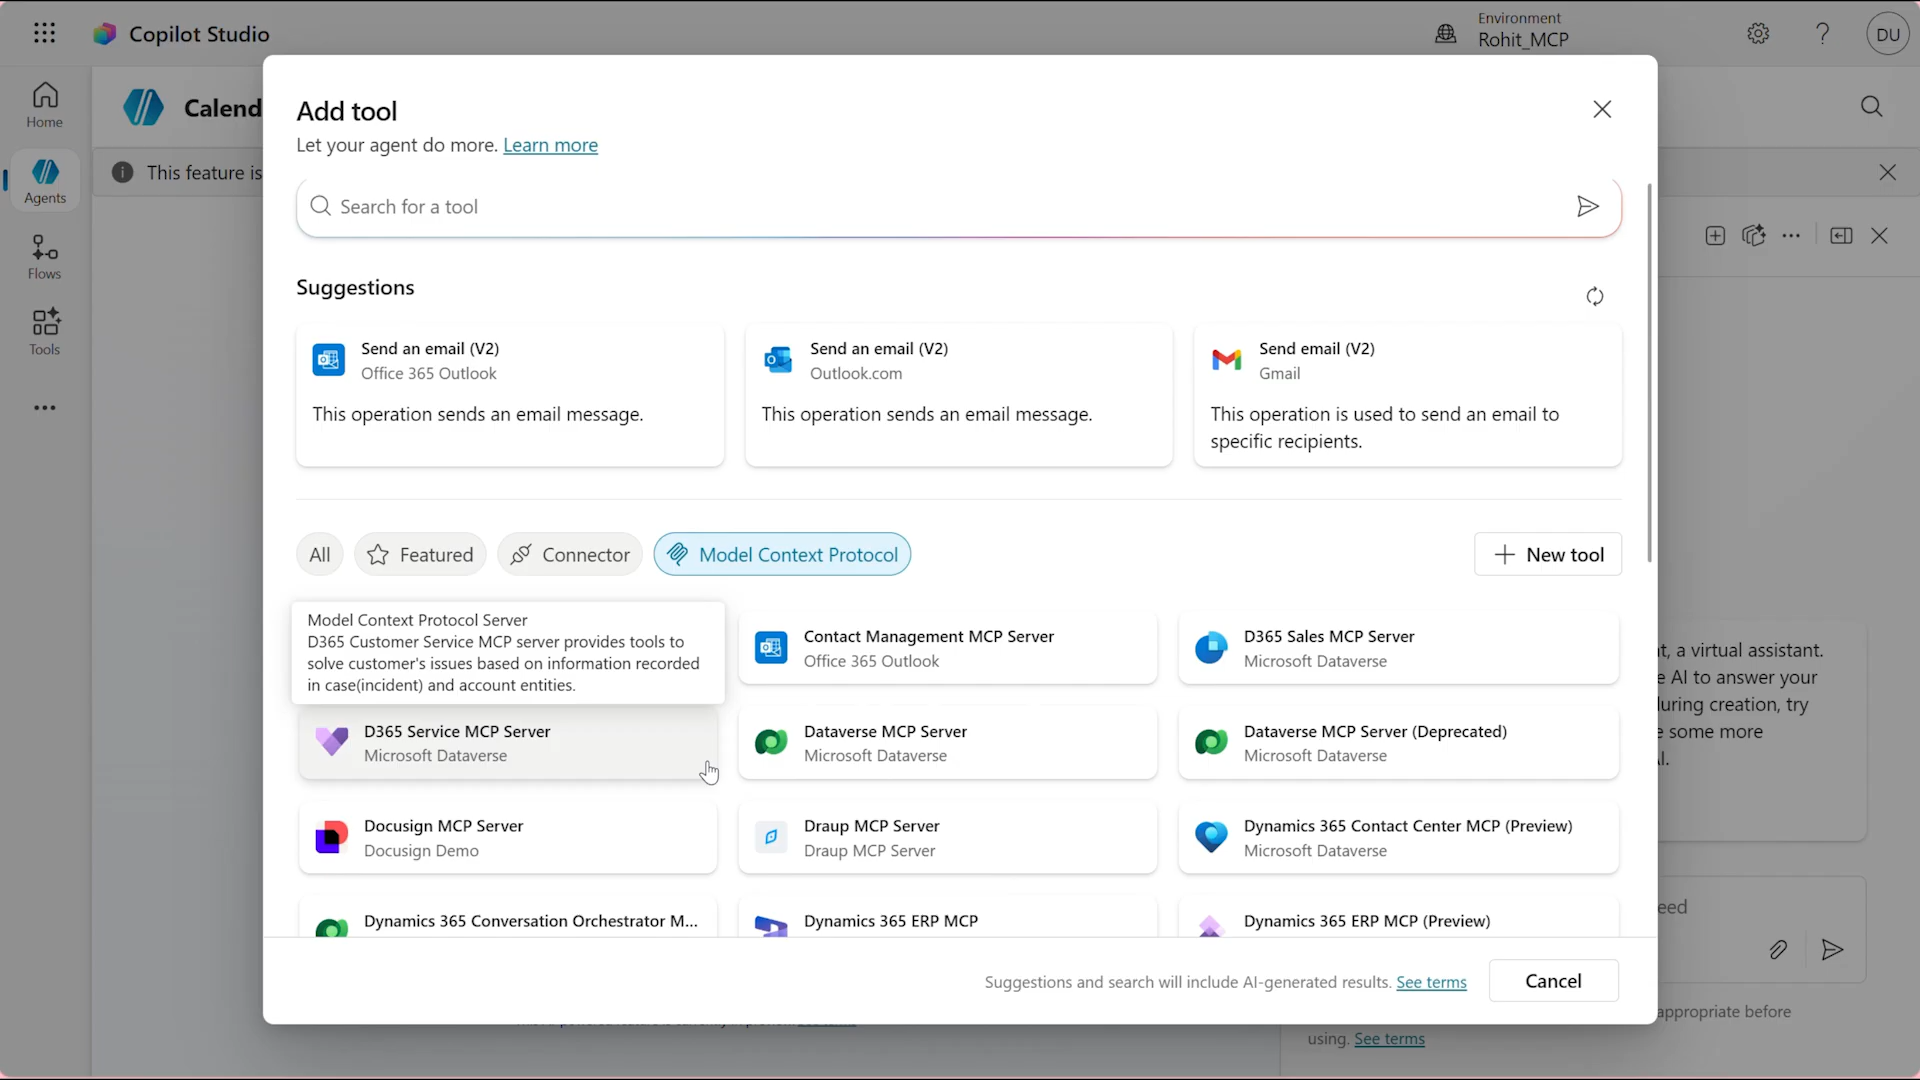 Copilot Studio
Environment
Rohit_MCP
DU
Home
Agents
Flows
Tools
Calend
This feature is
Add tool
Let your agent do more. Learn more
Search for a tool
Suggestions
Send an email (V2)
Office 365 Outlook
This operation sends an email message.
Send an email (V2)
Outlook.com
This operation sends an email message.
Send email (V2)
Gmail
This operation is used to send an email to
specific recipients.
All
Featured
Connector
Model Context Protocol
New tool
Model Context Protocol Server
D365 Customer Service MCP server provides tools to
solve customer's issues based on information recorded
in case(incident) and account entities.
Contact Management MCP Server
Office 365 Outlook
D365 Sales MCP Server
Microsoft Dataverse
D365 Service MCP Server
Microsoft Dataverse
Dataverse MCP Server
Microsoft Dataverse
Dataverse MCP Server (Deprecated)
Microsoft Dataverse
Docusign MCP Server
Docusign Demo
Draup MCP Server
Draup MCP Server
Dynamics 365 Contact Center MCP (Preview)
Microsoft Dataverse
Dynamics 365 Conversation Orchestrator M...
Dynamics 365 ERP MCP
Dynamics 365 ERP MCP (Preview)
Suggestions and search will include AI-generated results. See terms
Cancel
t, a virtual assistant.
e AI to answer your
during creation, try
e some more
AI.
eed
appropriate before
using. See terms